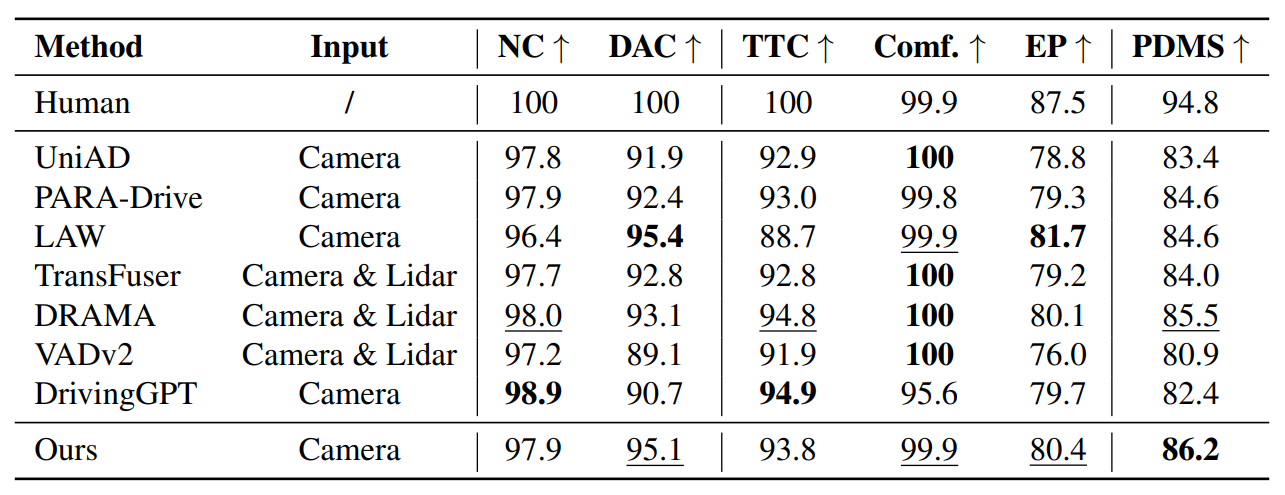 Method Input NC ↑ DAC ↑ TTC ↑ Comf. ↑ EP ↑ PDMS ↑
Human / 100 100 100 99.9 87.5 94.8
UniAD Camera 97.8 91.9 92.9 100 78.8 83.4
PARA-Drive Camera 97.9 92.4 93.0 99.8 79.3 84.6
LAW Camera 96.4 95.4 88.7 99.9 81.7 84.6
TransFuser Camera & Lidar 97.7 92.8 92.8 100 79.2 84.0
DRAMA Camera & Lidar 98.0 93.1 94.8 100 80.1 85.5
VADv2 Camera & Lidar 97.2 89.1 91.9 100 76.0 80.9
DrivingGPT Camera 98.9 90.7 94.9 95.6 79.7 82.4
Ours Camera 97.9 95.1 93.8 99.9 80.4 86.2